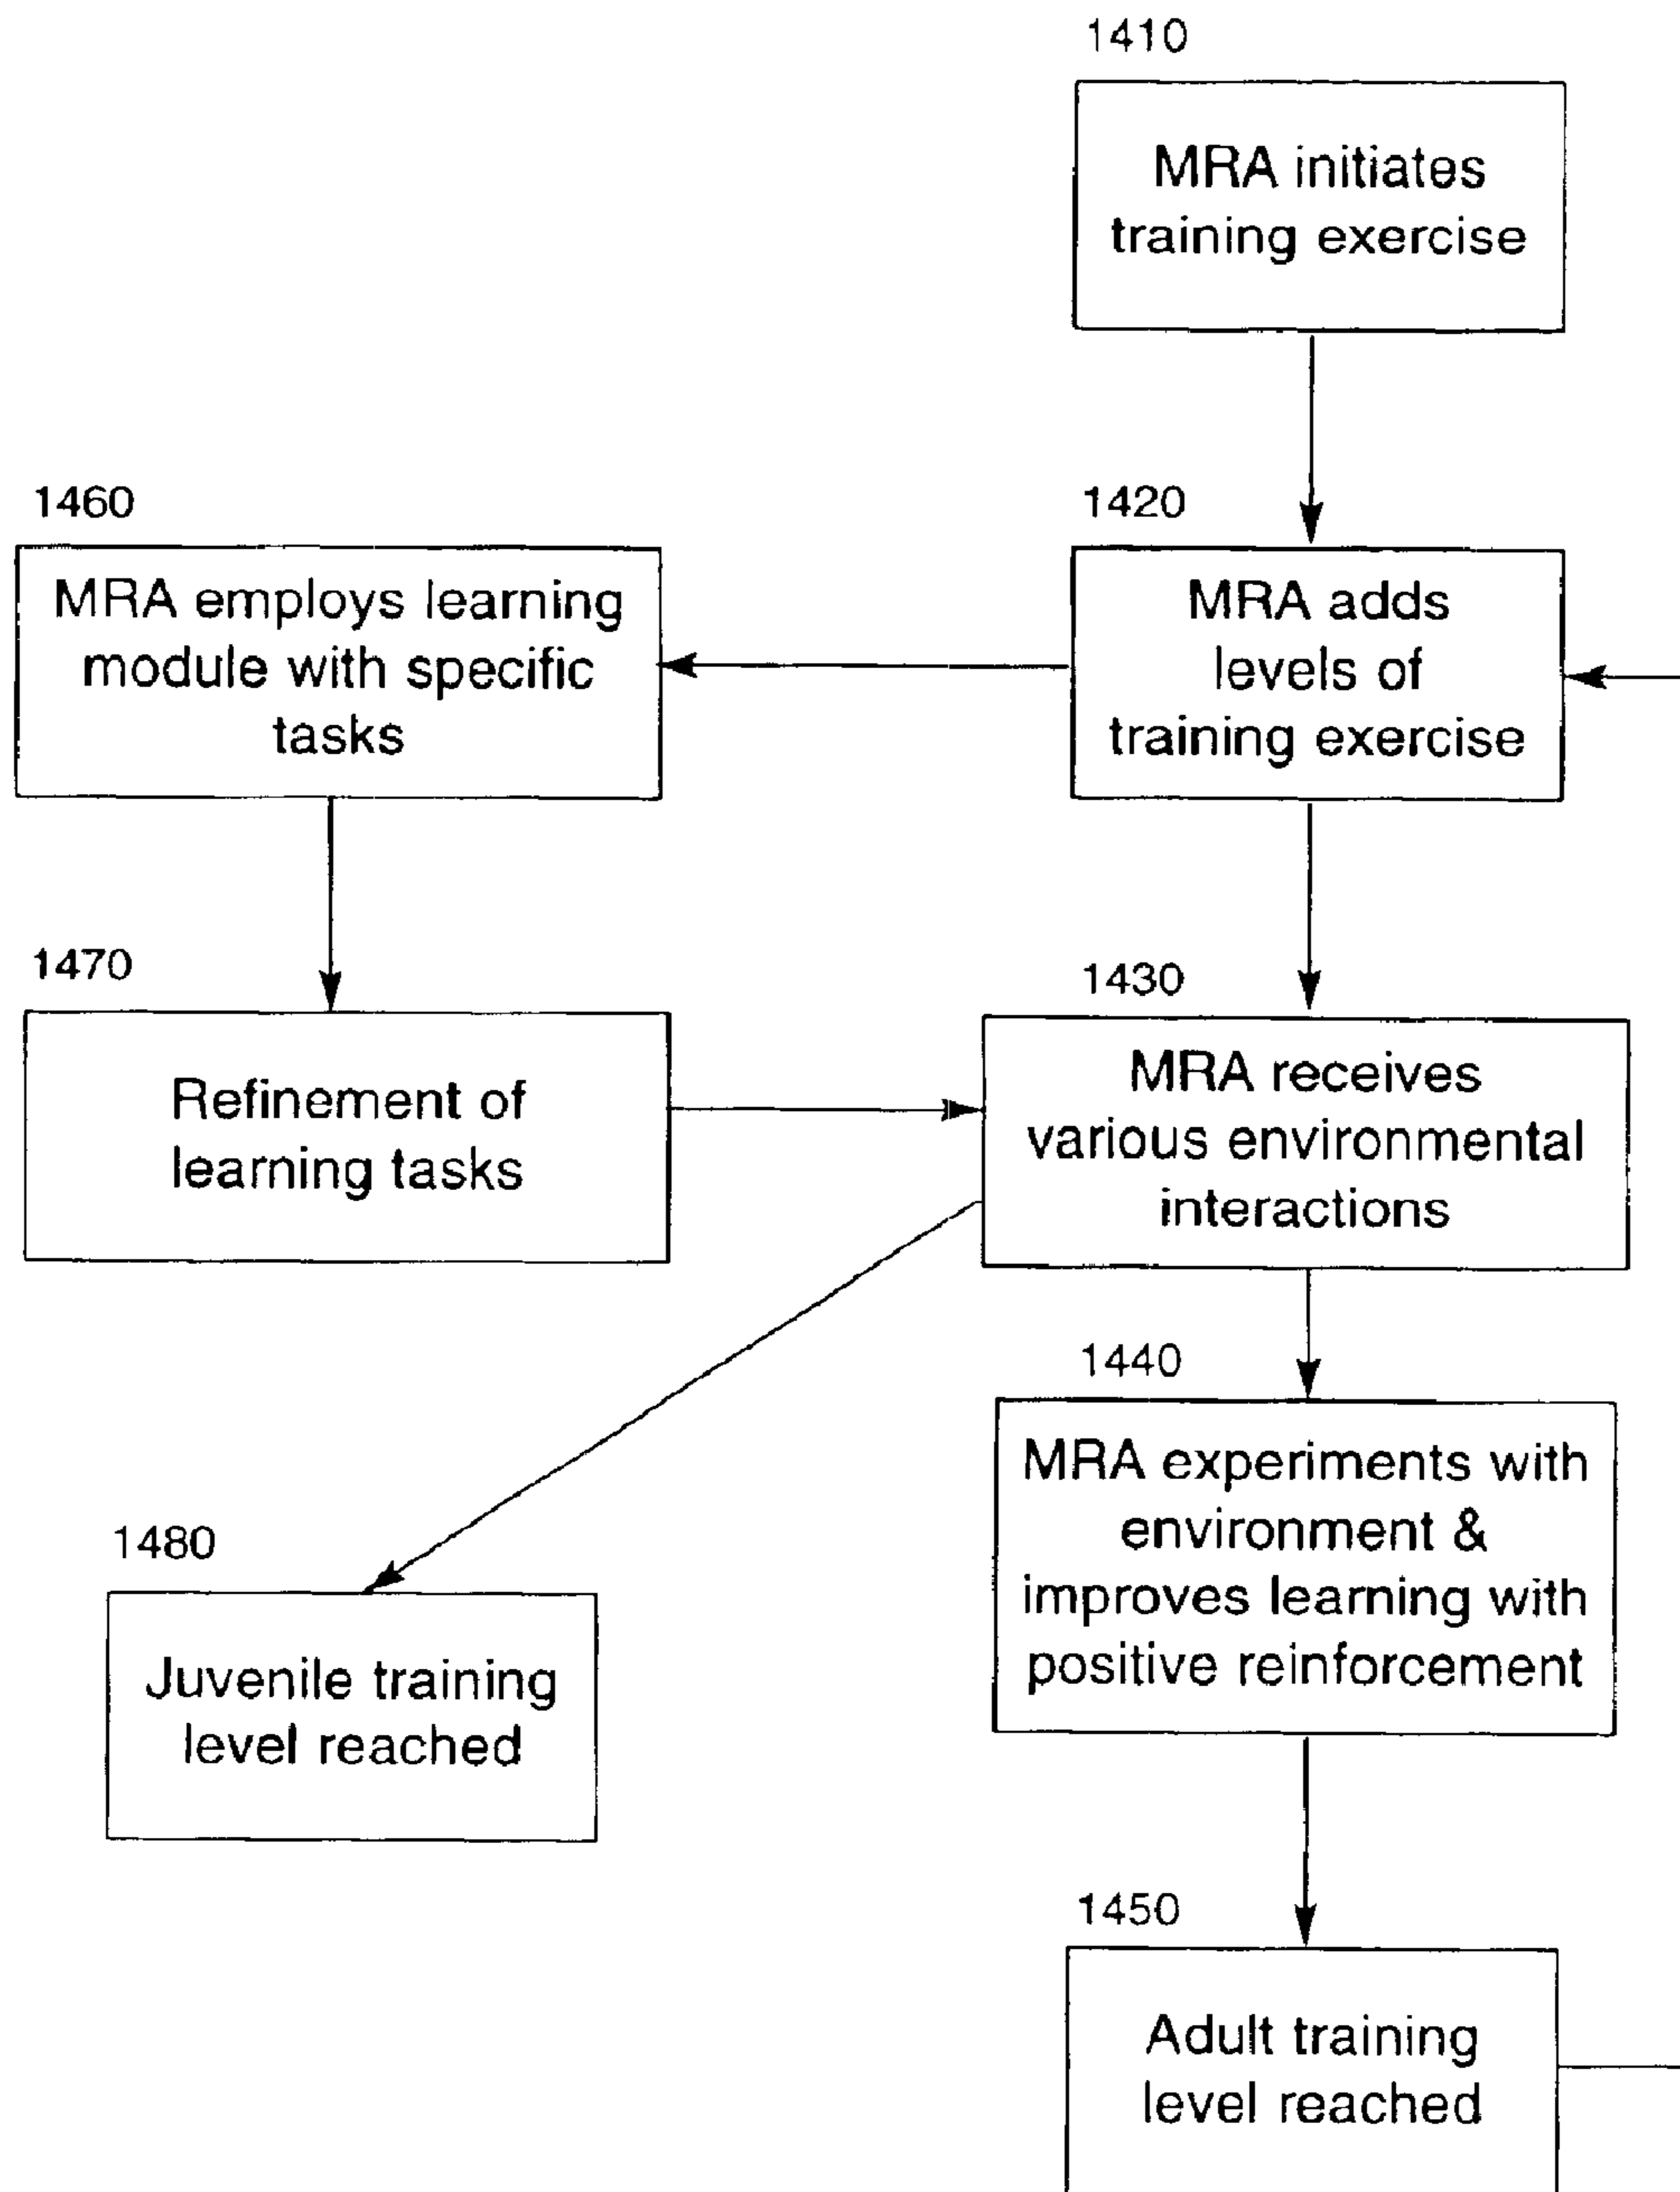 1410
MRA initiates
training exercise
1460
MRA employs learning
module with specific
tasks
1420
MRA adds
levels of
training exercise
1470
Refinement of
learning tasks
1430
MRA receives
various environmental
interactions
1440
MRA experiments with
environment &
improves learning with
positive reinforcement
1480
Juvenile training
level reached
1450
Adult training
level reached